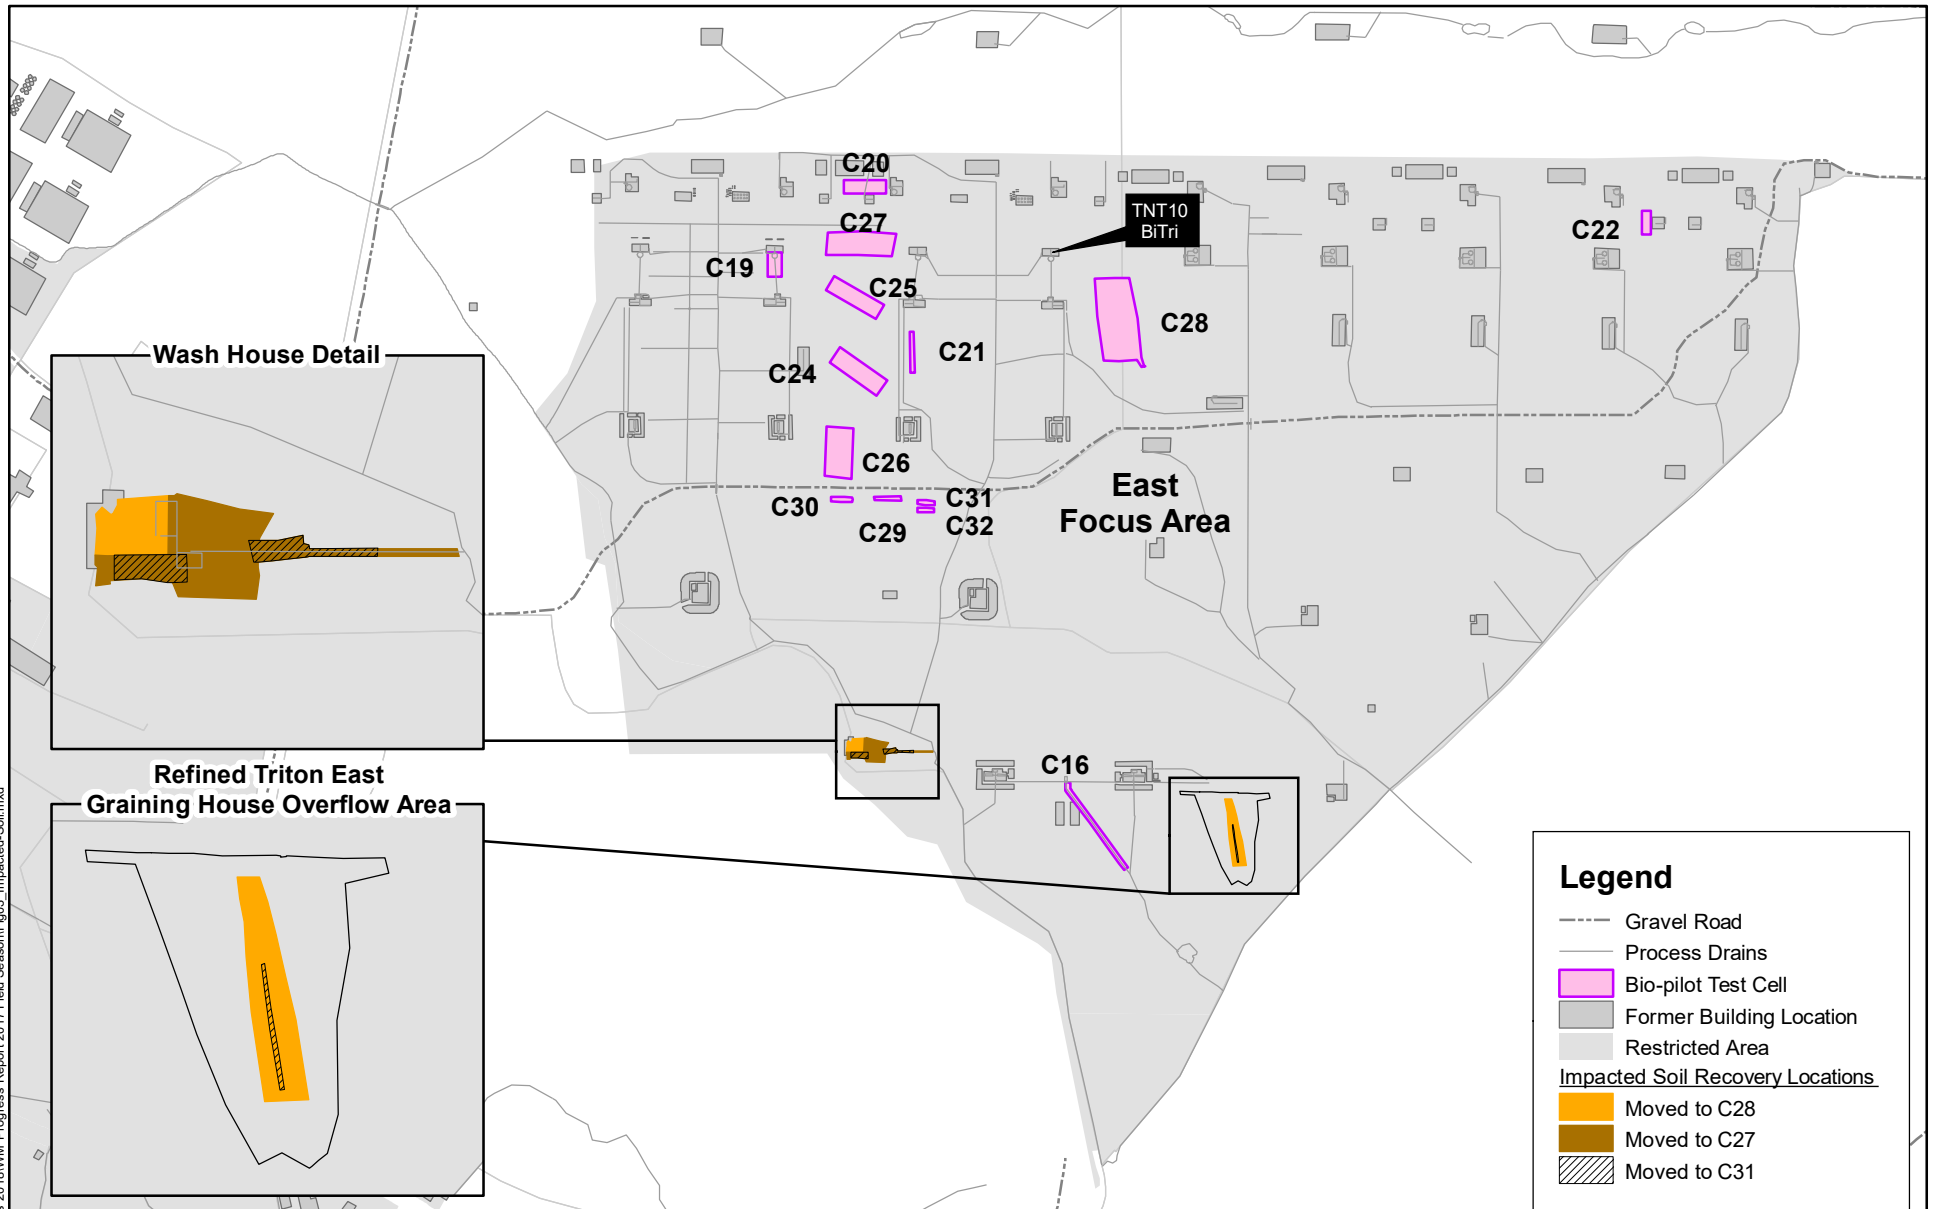 C20
C27
TNT10
BiTri
C22
C19
C25
C28
C21
C24
Wash House Detail
C26
East
Focus Area
C30
C31
C29
C32
Refined Triton East
Graining House Overflow Area
C16
Legend
Gravel Road
Process Drains
Bio-pilot Test Cell
Former Building Location
Restricted Area
Impacted Soil Recovery Locations
Moved to C28
Moved to C27
Moved to C31